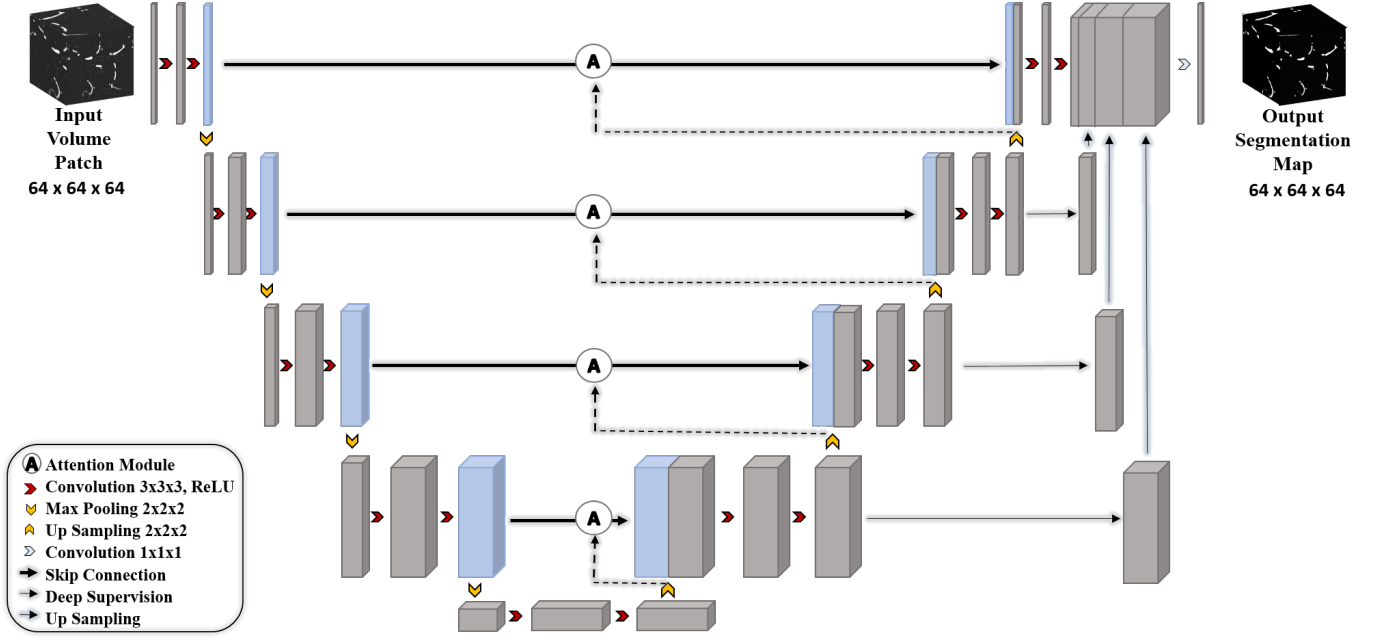 A
Input
Volume
Patch
64 x 64 x 64
Output
Segmentation
Map
64 x 64 x 64
A
A
A
A Attention Module
Convolution 3x3x3, ReLU
Max Pooling 2x2x2
Up Sampling 2x2x2
Convolution 1x1x1
Skip Connection
Deep Supervision
Up Sampling